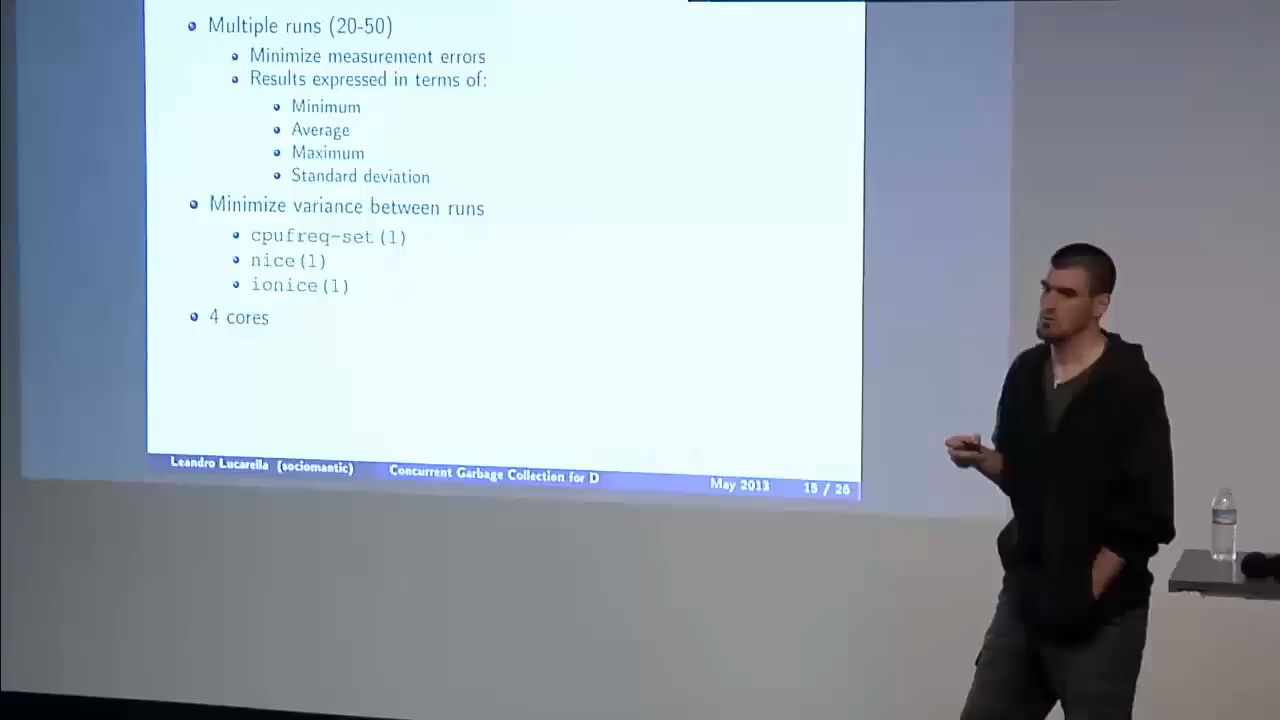 Multiple runs (20-50)
Minimize measurement errors
Results expressed in terms of:
Minimum
Average
Maximum
Standard deviation
Minimize variance between runs
cpufreq-set(1)
nice(1)
ionice(1)
4 cores
Leandro Lucarella (sociomantic) Concurrent Garbage Collection for D May 2013 15 / 26